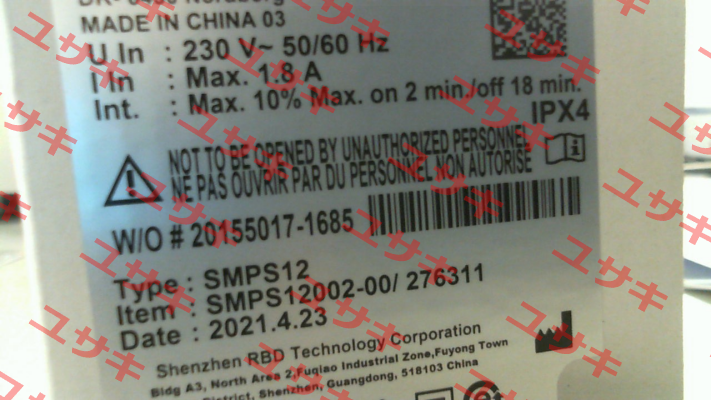 DK- 6430 Nordborg
MADE IN CHINA 03
U In : 230 V~ 50/60 Hz
I In : Max. 1.8 A
Int. : Max. 10% Max. on 2 min./off 18 min.
IPX4
NOT TO BE OPENED BY UNAUTHORIZED PERSONNEL
NE PAS OUVRIR PAR DU PERSONNEL NON AUTORISE
W/O # 20155017-1685
Type : SMPS12
Item : SMPS12002-00/ 276311
Date : 2021.4.23
Shenzhen RBD Technology Corporation
Bldg A3, North Area 2,Fuqiao Industrial Zone,Fuyong Town
District, Shenzhen, Guangdong, 518103 China
ユサキ